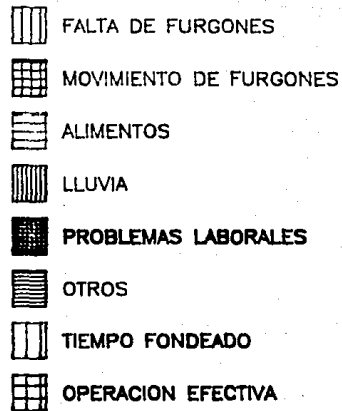 FALTA DE FURGONES
MOVIMIENTO DE FURGONES
ALIMENTOS
LLUVIA
PROBLEMAS LABORALES
OTROS
TIEMPO FONDEADO
OPERACION EFECTIVA